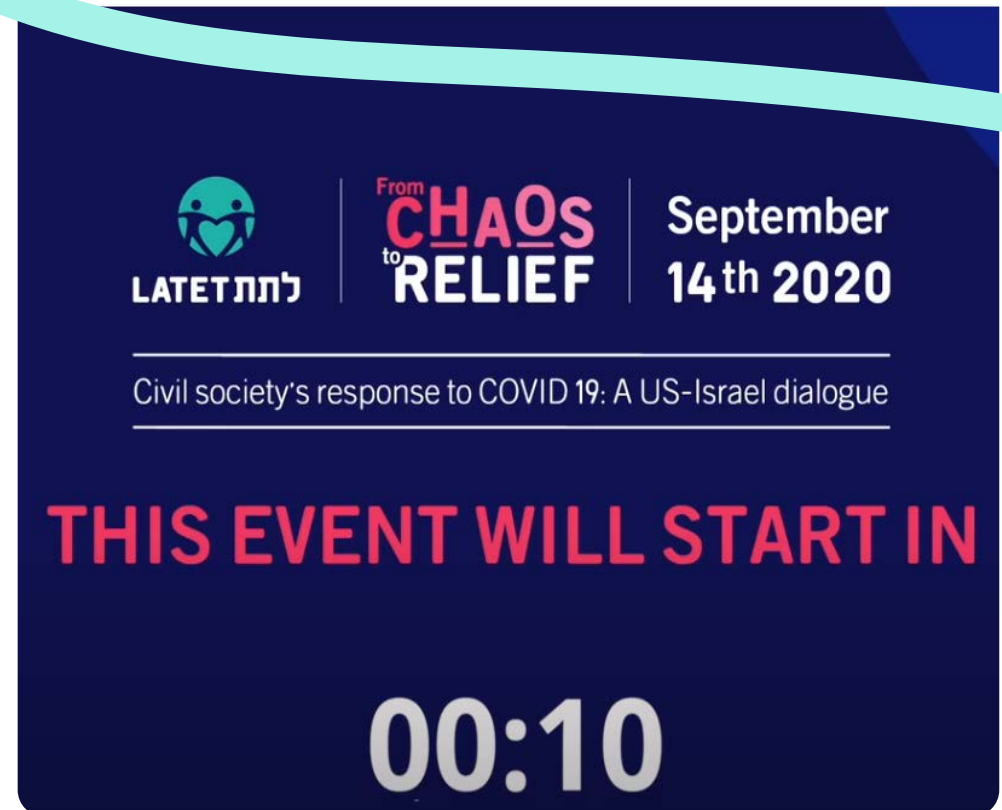 LATET לתת
From CHAOS
to RELIEF
September
14th 2020
Civil society's response to COVID 19: A US-Israel dialogue
THIS EVENT WILL START IN
00:10